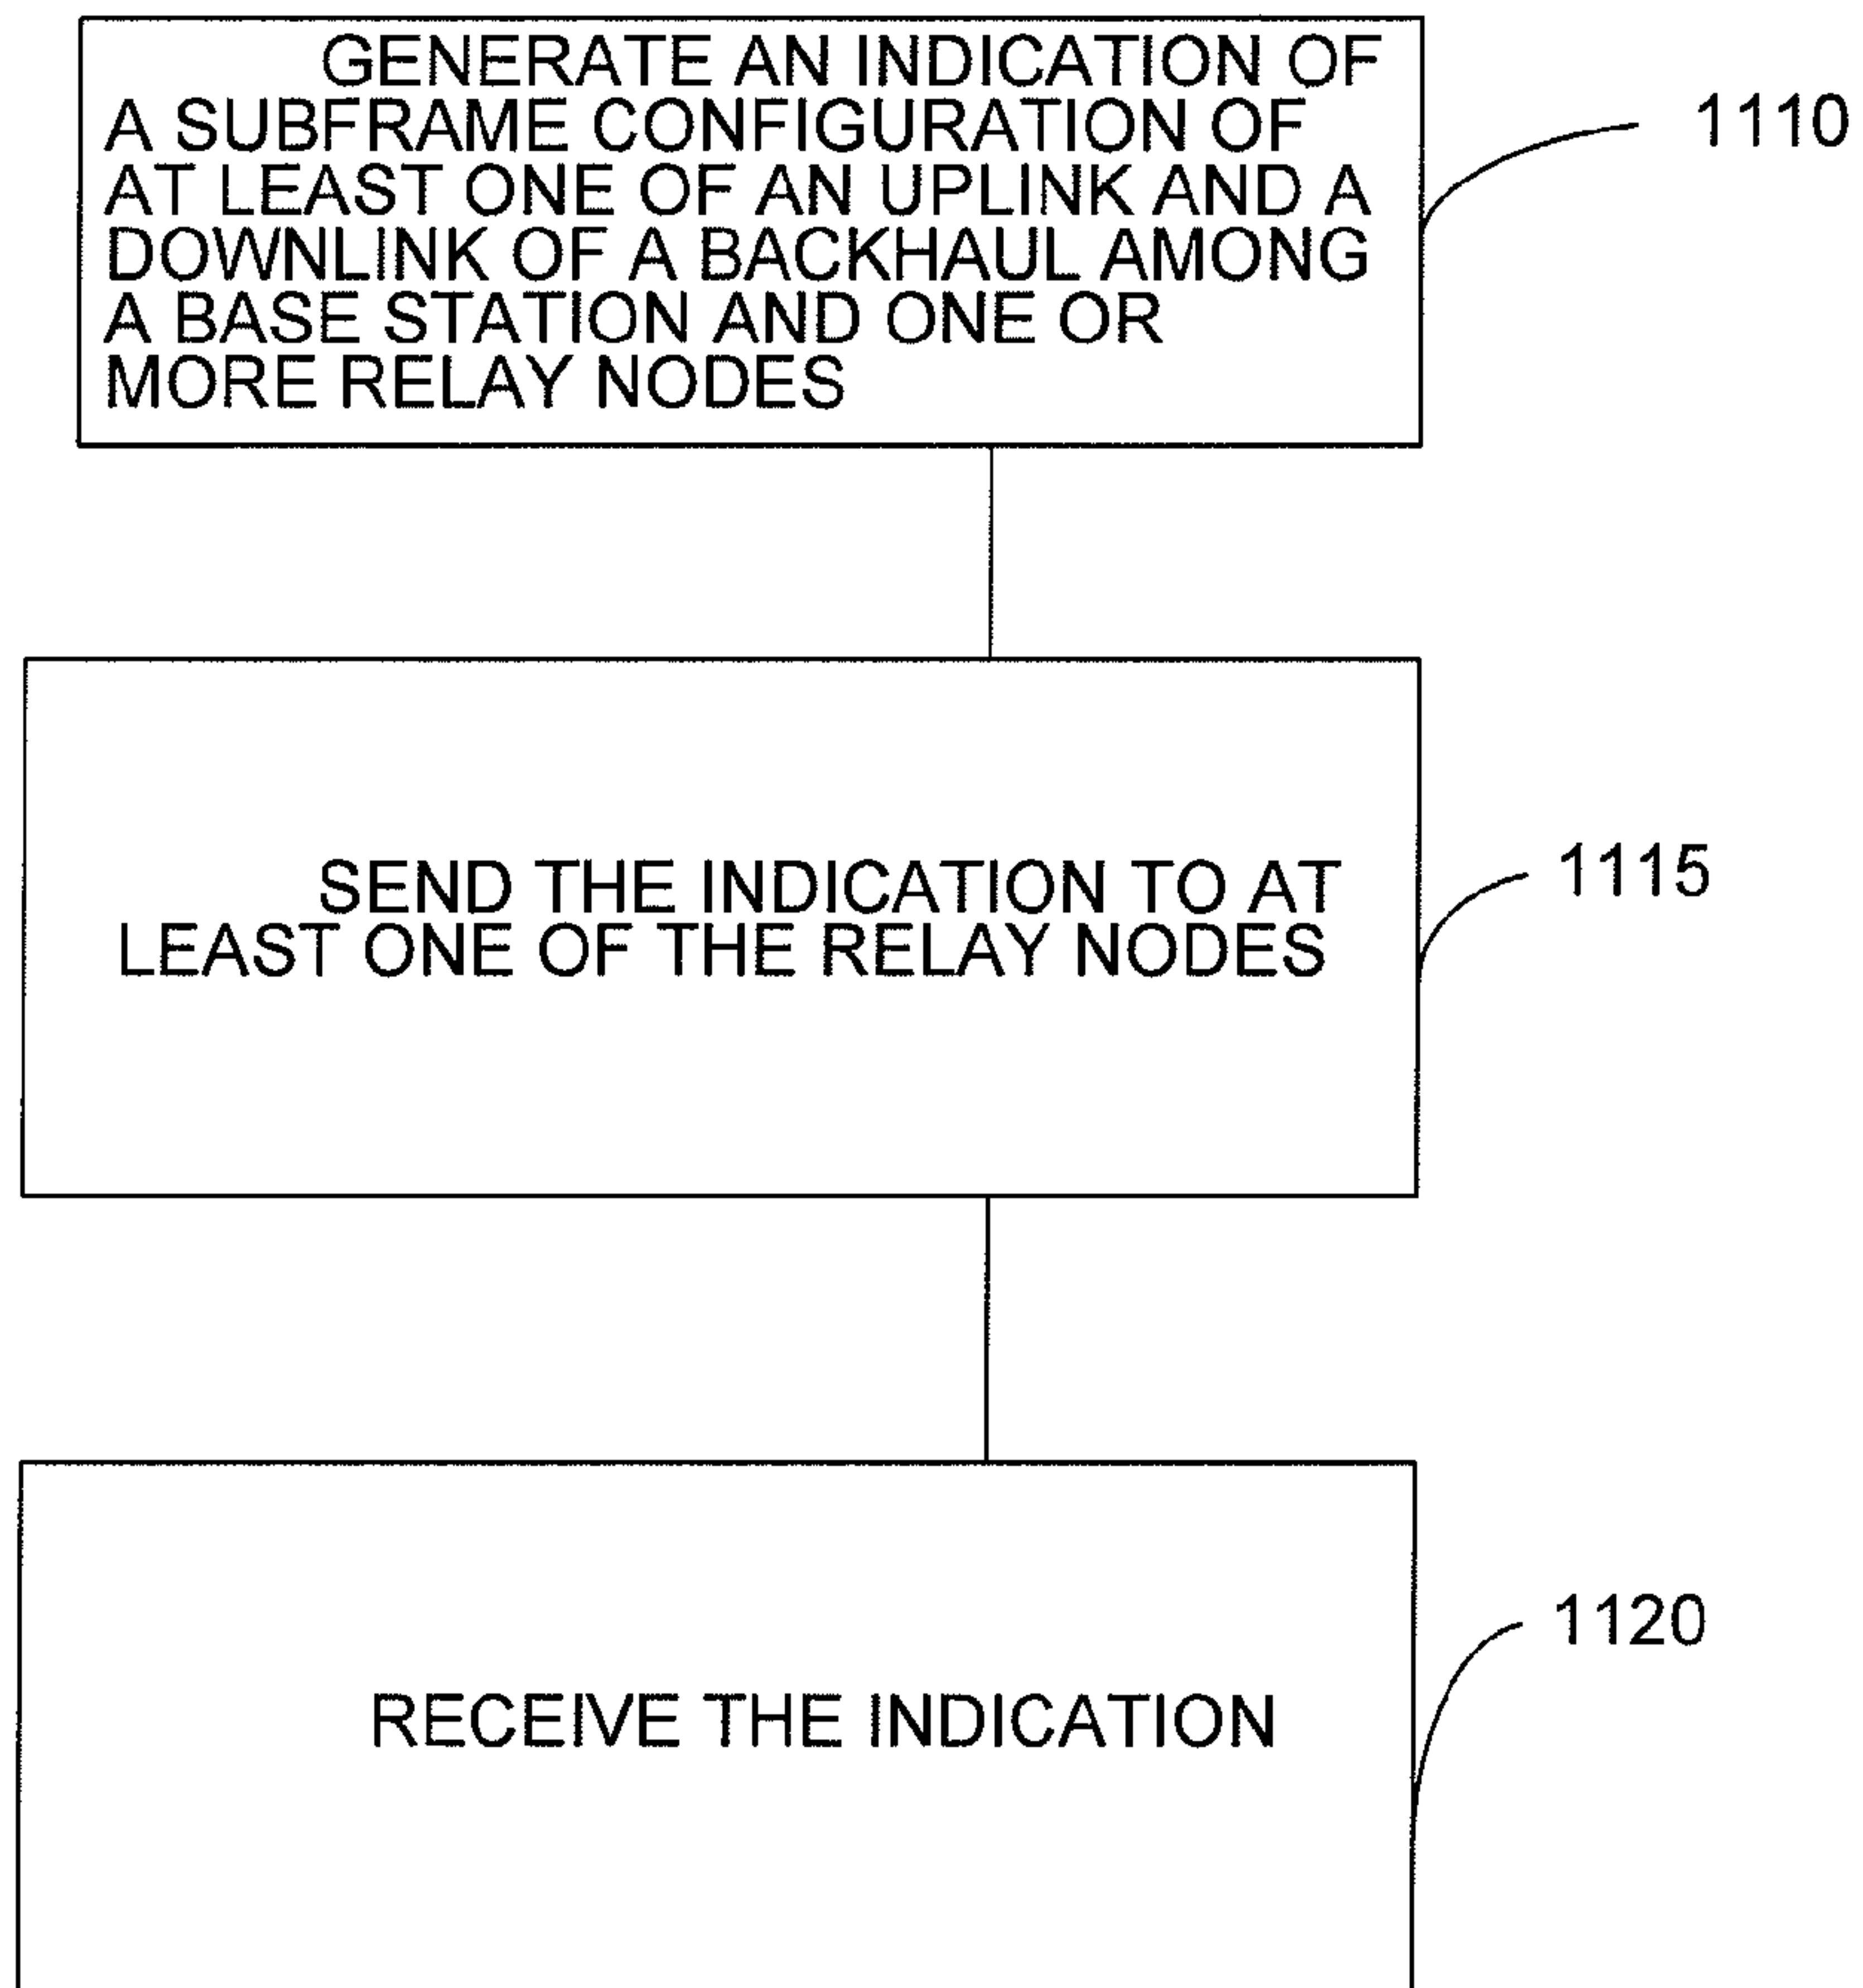 GENERATE AN INDICATION OF
A SUBFRAME CONFIGURATION OF
AT LEAST ONE OF AN UPLINK AND A
DOWNLINK OF A BACKHAUL AMONG
A BASE STATION AND ONE OR
MORE RELAY NODES
1110
SEND THE INDICATION TO AT
LEAST ONE OF THE RELAY NODES
1115
RECEIVE THE INDICATION
1120